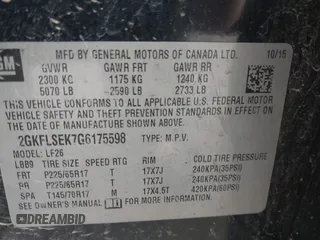 GM
MFD BY GENERAL MOTORS OF CANADA LTD. 10/15
GVWR GAWR FRT GAWR RR
2300 KG 1175 KG 1240 KG
5070 LB 2590 LB 2733 LB
THIS VEHICLE CONFORMS TO ALL APPLICABLE U.S. FEDERAL MOTOR
VEHICLE SAFETY AND THEFT PREVENTION STANDARDS IN EFFECT ON
THE DATE OF MANUFACTURE SHOWN ABOVE.
2GKFLSEK7G6175598 TYPE: M.P.V.
MODEL: LF26
L8B9 TIRE SIZE SPEED RTG RIM COLD TIRE PRESSURE
FRT P225/65R17 T 17X7J 240KPA(35PSI)
RR P225/65R17 T 17X7J 240KPA(35PSI)
SPA T145/70R17 M 17X4.5T 420KPA(60PSI)
SEE OWNER'S MANUAL FOR
DREAMBID